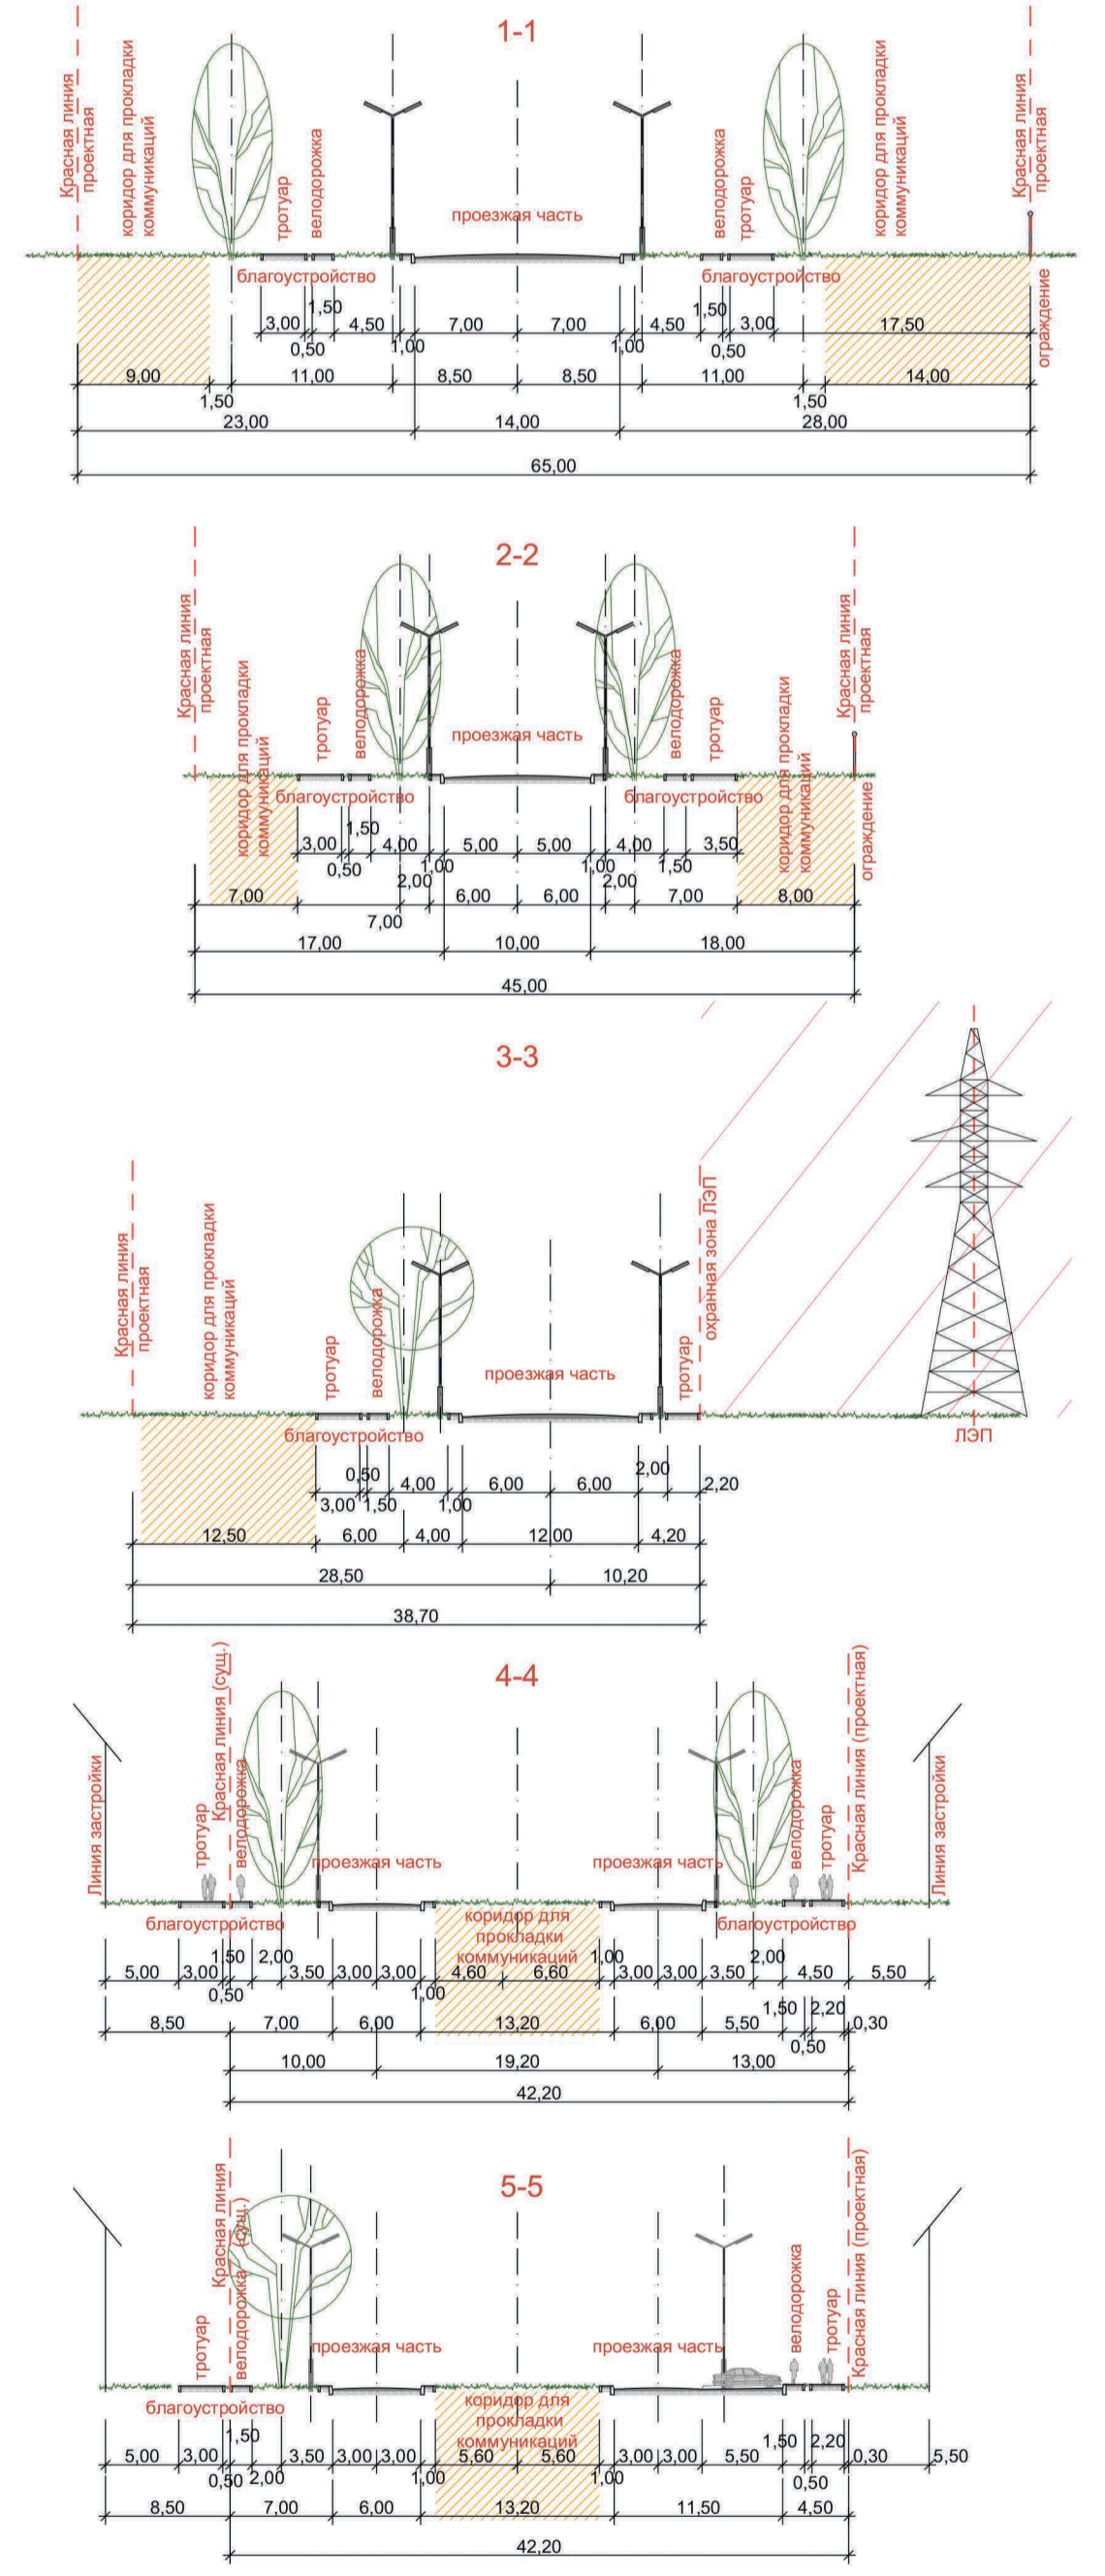 1-1
Красная линия
проектная
коридор для прокладки
коммуникаций
тротуар
велодорожка
проезжая часть
велодорожка
тротуар
коридор для прокладки
коммуникаций
Красная линия
проектная
благоустройство
благоустройство
ограждение
1,50
1,50
3,00
4,50
7,00
7,00
4,50
3,00
17,50
0,50
1,00
1,00
0,50
9,00
11,00
8,50
8,50
11,00
14,00
1,50
1,50
23,00
14,00
28,00
65,00
2-2
Красная линия
проектная
коридор для прокладки
коммуникаций
тротуар
велодорожка
проезжая часть
велодорожка
тротуар
коридор для прокладки
коммуникаций
Красная линия
проектная
благоустройство
благоустройство
ограждение
1,50
3,00
4,00
5,00
5,00
4,00
3,50
0,50
1,00
1,00
1,50
2,00
2,00
7,00
6,00
6,00
7,00
8,00
7,00
17,00
10,00
18,00
45,00
3-3
Красная линия
проектная
коридор для прокладки
коммуникаций
тротуар
велодорожка
проезжая часть
тротуар
охранная зона ЛЭП
благоустройство
ЛЭП
0,50
4,00
6,00
6,00
2,00
2,20
3,00
1,50
1,00
12,50
6,00
4,00
12,00
4,20
28,50
10,20
38,70
4-4
Линия застройки
тротуар
Красная линия (сущ.)
велодорожка
проезжая часть
проезжая часть
велодорожка
тротуар
Красная линия (проектная)
Линия застройки
благоустройство
коридор для
прокладки
коммуникаций
благоустройство
1,50
2,00
1,00
2,00
5,00
3,00
3,50
3,00
3,00
4,60
6,60
3,00
3,00
3,50
4,50
5,50
0,50
1,00
1,50
2,20
8,50
7,00
6,00
13,20
6,00
5,50
0,30
0,50
10,00
19,20
13,00
42,20
5-5
тротуар
Красная линия
(сущ.)
велодорожка
проезжая часть
проезжая часть
велодорожка
тротуар
Красная линия (проектная)
благоустройство
коридор для
прокладки
коммуникаций
1,50
1,50
2,20
5,00
3,00
3,50
3,00
3,00
5,60
5,60
3,00
3,00
5,50
0,30
5,50
0,50
2,00
1,00
1,00
0,50
8,50
7,00
6,00
13,20
11,50
4,50
42,20